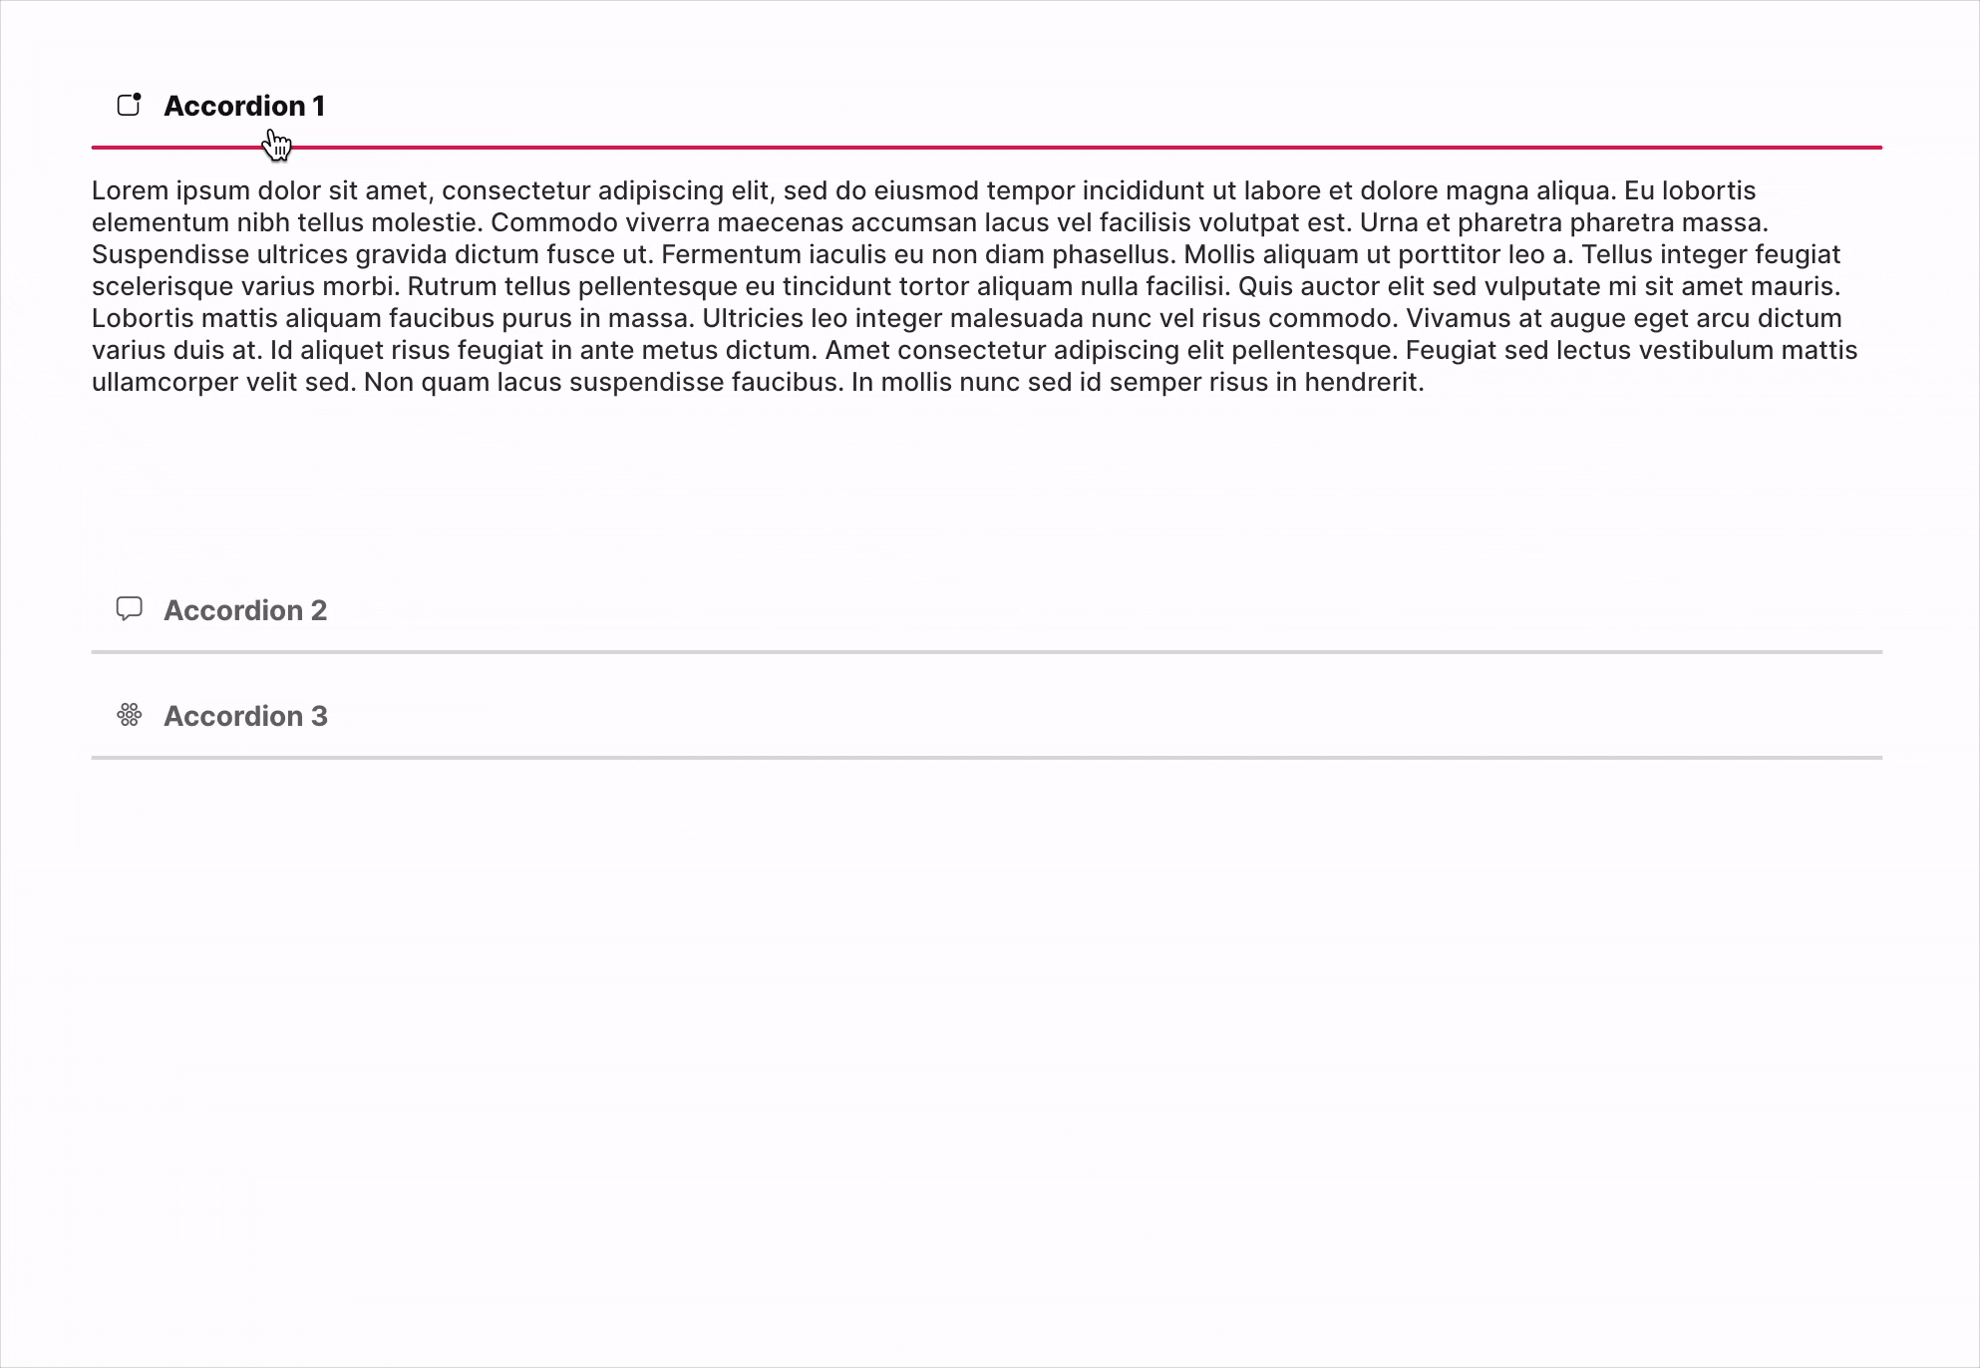 Accordion 1
Lorem ipsum dolor sit amet, consectetur adipiscing elit, sed do eiusmod tempor incididunt ut labore et dolore magna aliqua. Eu lobortis
elementum nibh tellus molestie. Commodo viverra maecenas accumsan lacus vel facilisis volutpat est. Urna et pharetra pharetra massa.
Suspendisse ultrices gravida dictum fusce ut. Fermentum iaculis eu non diam phasellus. Mollis aliquam ut porttitor leo a. Tellus integer feugiat
scelerisque varius morbi. Rutrum tellus pellentesque eu tincidunt tortor aliquam nulla facilisi. Quis auctor elit sed vulputate mi sit amet mauris.
Lobortis mattis aliquam faucibus purus in massa. Ultricies leo integer malesuada nunc vel risus commodo. Vivamus at augue eget arcu dictum
varius duis at. Id aliquet risus feugiat in ante metus dictum. Amet consectetur adipiscing elit pellentesque. Feugiat sed lectus vestibulum mattis
ullamcorper velit sed. Non quam lacus suspendisse faucibus. In mollis nunc sed id semper risus in hendrerit.
Accordion 2
Accordion 3